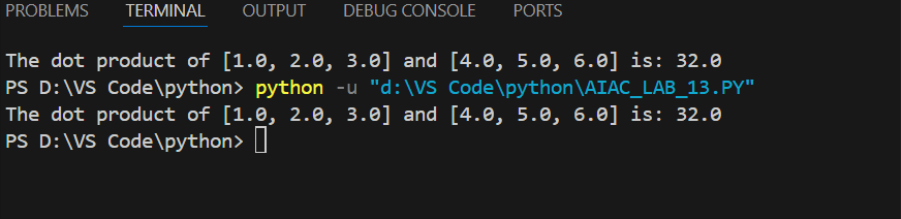 PROBLEMS TERMINAL OUTPUT DEBUG CONSOLE PORTS
The dot product of [1.0, 2.0, 3.0] and [4.0, 5.0, 6.0] is: 32.0
PS D:\VS Code\python> python -u "d:\VS Code\python\AIAC_LAB_13.PY"
The dot product of [1.0, 2.0, 3.0] and [4.0, 5.0, 6.0] is: 32.0
PS D:\VS Code\python>